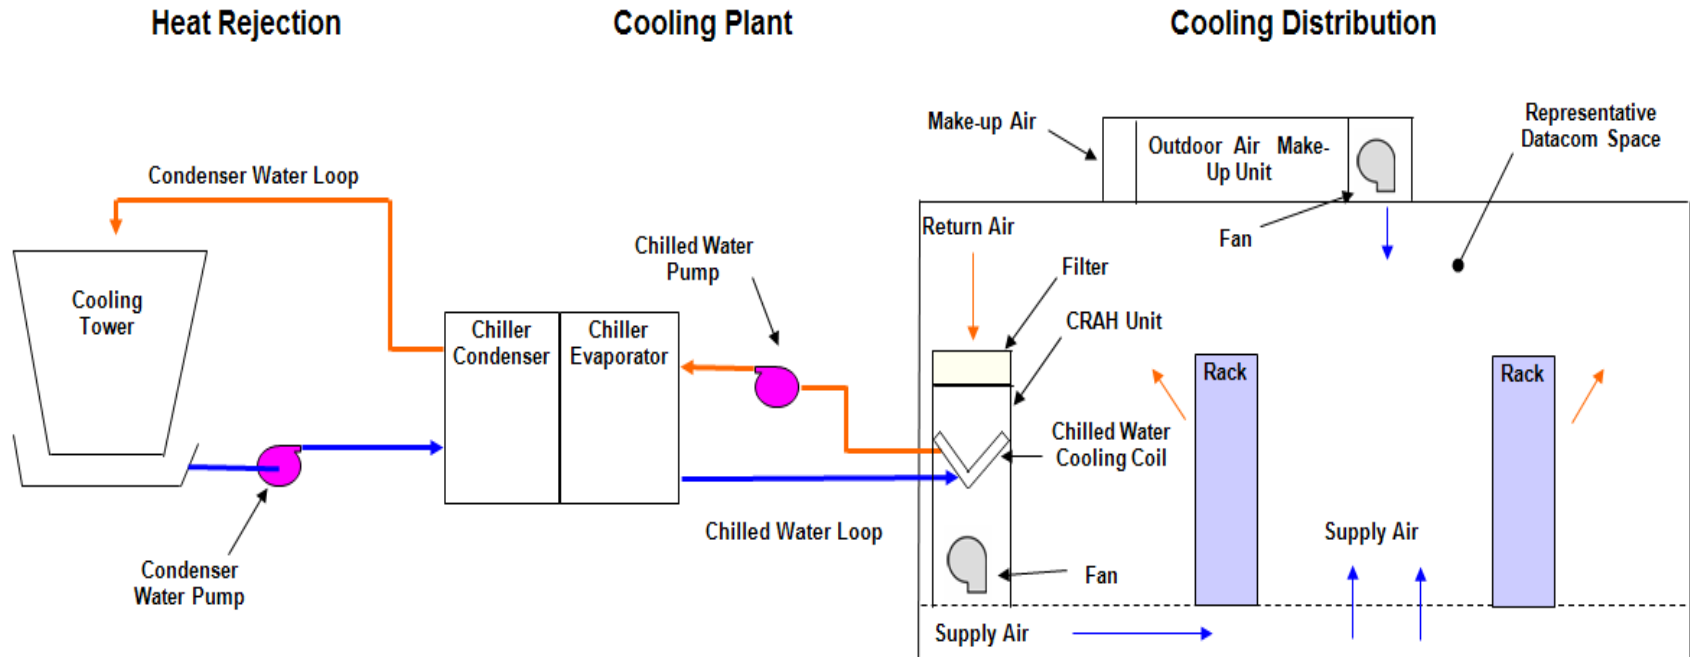 Heat Rejection
Cooling Plant
Cooling Distribution
Make-up Air
Outdoor Air Make-
Up Unit
Representative
Datacom Space
Condenser Water Loop
Return Air
Fan
Chilled Water
Pump
Filter
Cooling
Tower
Chiller
Condenser
Chiller
Evaporator
CRAH Unit
Rack
Rack
Chilled Water
Cooling Coil
Chilled Water Loop
Supply Air
Condenser
Water Pump
Fan
Supply Air